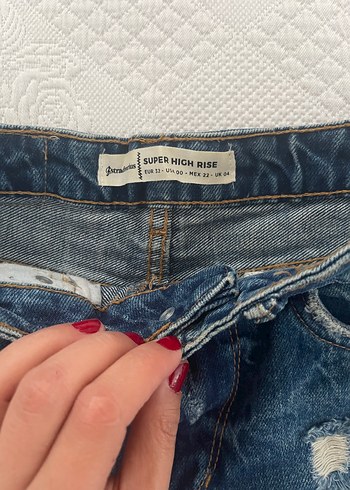 Stradivarius
SUPER HIGH RISE
EUR 32 - USA 00 - MEX 22 - UK 04